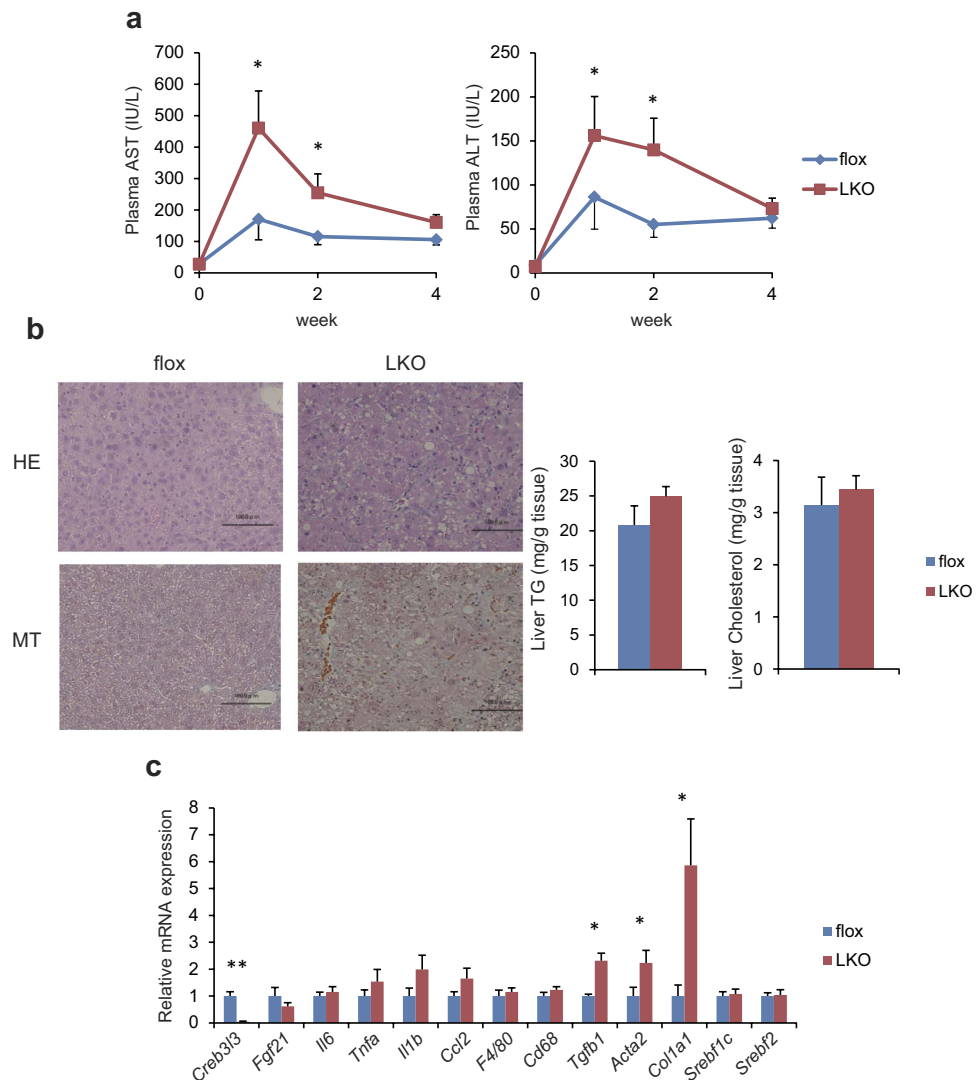 a
700
600
500
400
300
200
100
0
Plasma AST (IU/L)
*
*
0 2 4
week
250
200
150
100
50
0
Plasma ALT (IU/L)
*
*
0 2 4
week
flox
LKO
b
flox LKO
HE
MT
30
25
20
15
10
5
0
Liver TG (mg/g tissue)
4
3
2
1
0
Liver Cholesterol (mg/g tissue)
flox
LKO
c
8
7
6
5
4
3
2
1
0
Relative mRNA expression
**
*
*
*
Creb3l3 Fgf21 Il6 Tnfa Il1b Ccl2 F4/80 Cd68 Tgfb1 Acta2 Col1a1 Srebf1c Srebf2
flox
LKO